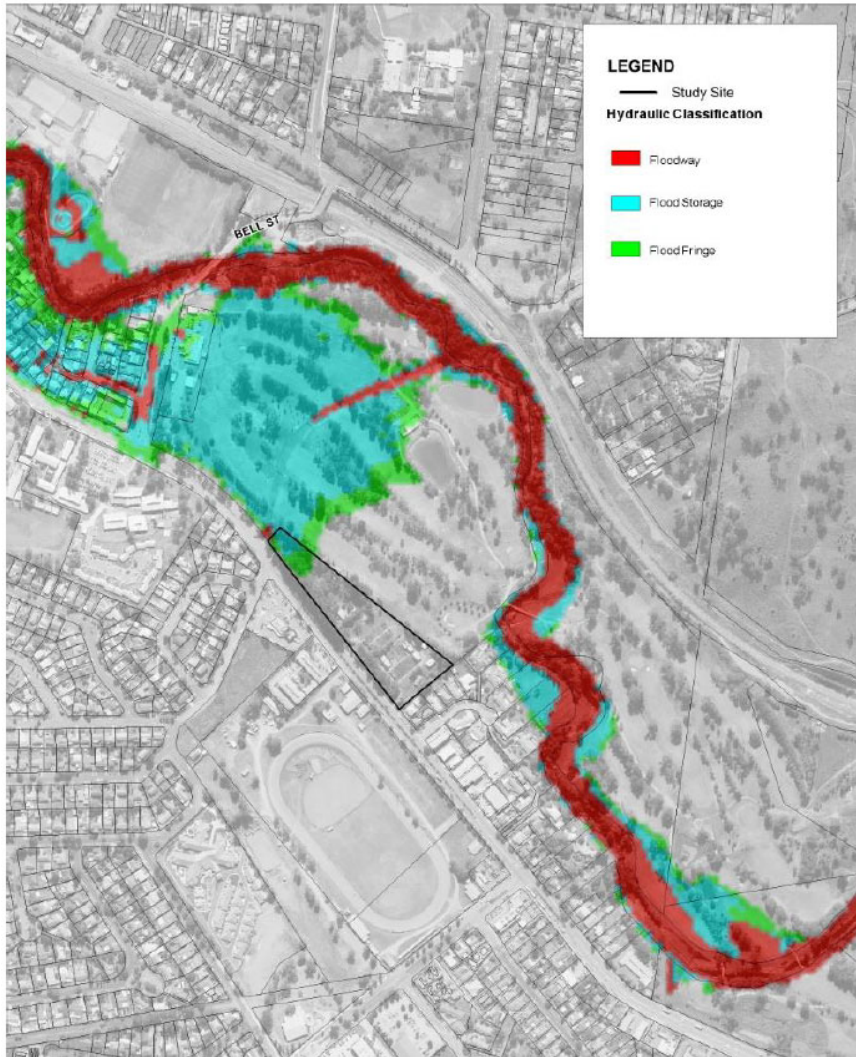 LEGEND
Study Site
Hydraulic Classification
Floodway
Flood Storage
Flood Fringe
BELL ST